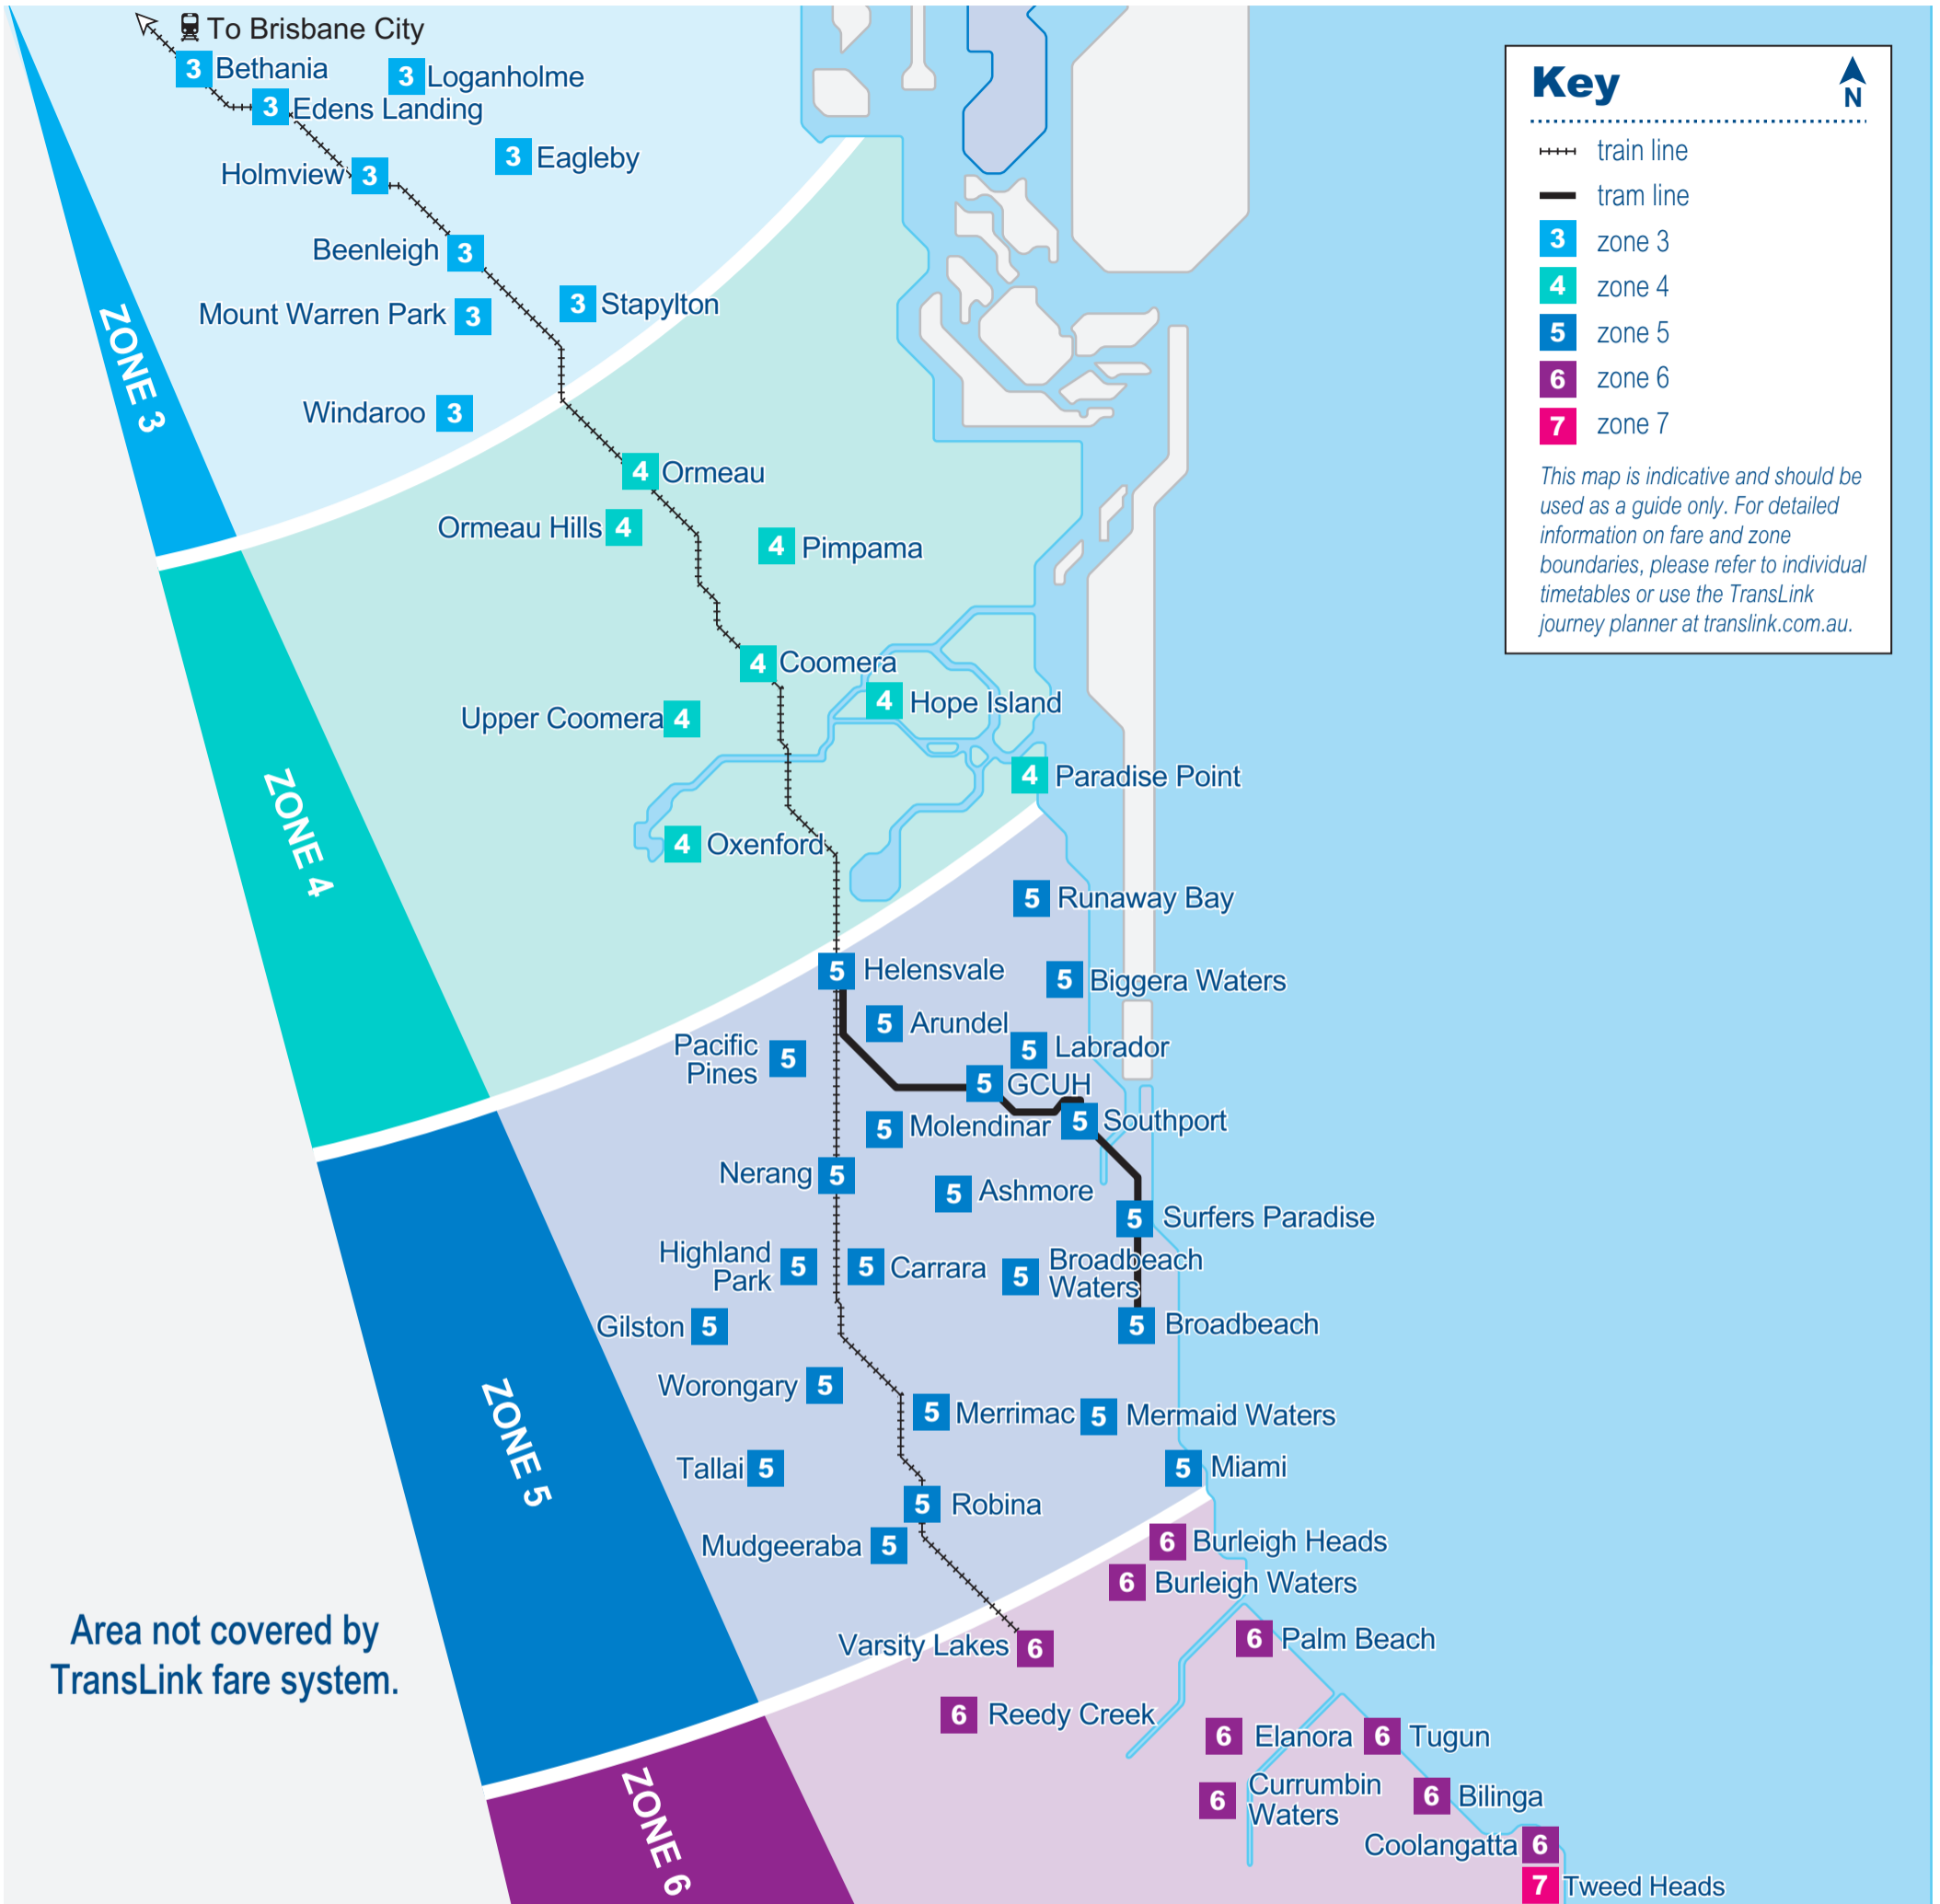 To Brisbane City
3 Bethania
3 Loganholme
3 Edens Landing
3 Eagleby
Holmview 3
Beenleigh 3
3 Stapylton
Mount Warren Park 3
Windaroo 3
ZONE 3
4 Ormeau
Ormeau Hills 4
4 Pimpama
4 Coomera
4 Hope Island
Upper Coomera 4
4 Paradise Point
4 Oxenford
ZONE 4
5 Runaway Bay
5 Helensvale
5 Biggera Waters
5 Arundel
Pacific
Pines 5
5 Labrador
5 GCUH
5 Molendinar
5 Southport
Nerang 5
5 Ashmore
5 Surfers Paradise
Highland
Park 5
5 Carrara
5 Broadbeach
Waters
Gilston 5
5 Broadbeach
Worongary 5
5 Merrimac
5 Mermaid Waters
Tallai 5
5 Miami
5 Robina
Mudgeeraba 5
ZONE 5
6 Burleigh Heads
6 Burleigh Waters
6 Palm Beach
Varsity Lakes 6
6 Reedy Creek
6 Elanora
6 Tugun
6 Currumbin
Waters
6 Bilinga
Coolangatta 6
7 Tweed Heads
ZONE 6
Area not covered by
TransLink fare system.
Key
N
train line
tram line
3 zone 3
4 zone 4
5 zone 5
6 zone 6
7 zone 7
This map is indicative and should be
used as a guide only. For detailed
information on fare and zone
boundaries, please refer to individual
timetables or use the TransLink
journey planner at translink.com.au.